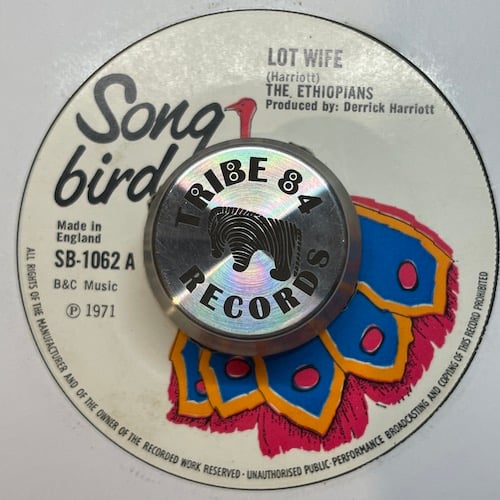 LOT WIFE
(Harriott)
THE ETHIOPIANS
Produced by: Derrick Harriott
Song
bird
Made in
England
SB-1062 A
B&C Music
Ⓟ 1971
TRIBE 84
RECORDS
ALL RIGHTS OF THE MANUFACTURER AND OF THE OWNER OF THE RECORDED WORK RESERVED · UNAUTHORISED PUBLIC PERFORMANCE BROADCASTING AND COPYING OF THIS RECORD PROHIBITED